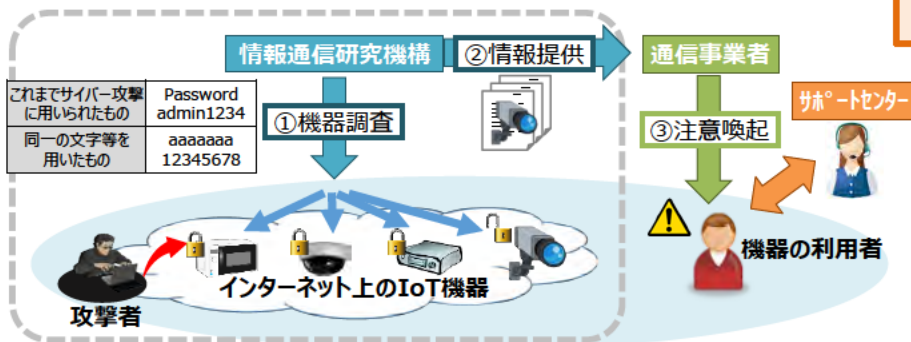 情報通信研究機構
②情報提供
通信事業者
これまでサイバー攻撃
に用いられたもの
Password
admin1234
同一の文字等を
用いたもの
aaaaaaa
12345678
①機器調査
③注意喚起
サポートセンター
機器の利用者
インターネット上のIoT機器
攻撃者